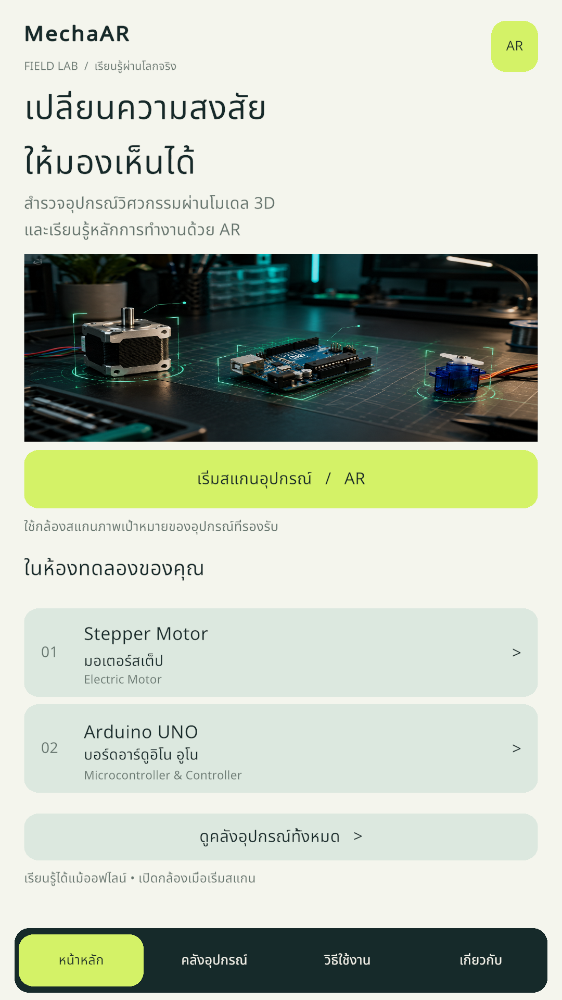 MechaAR
AR
FIELD LAB / เรียนรู้ผ่านโลกจริง
เปลี่ยนความสงสัย
ให้มองเห็นได้
สำรวจอุปกรณ์วิศวกรรมผ่านโมเดล 3D
และเรียนรู้หลักการทำงานด้วย AR
เริ่มสแกนอุปกรณ์ / AR
ใช้กล้องสแกนภาพเป้าหมายของอุปกรณ์ที่รองรับ
ในห้องทดลองของคุณ
01
Stepper Motor
มอเตอร์สเต็ป
Electric Motor
>
02
Arduino UNO
บอร์ดอาร์ดูอิโน อูโน
Microcontroller & Controller
>
ดูคลังอุปกรณ์ทั้งหมด >
เรียนรู้ได้แม้ออฟไลน์ • เปิดกล้องเมื่อเริ่มสแกน
หน้าหลัก
คลังอุปกรณ์
วิธีใช้งาน
เกี่ยวกับ